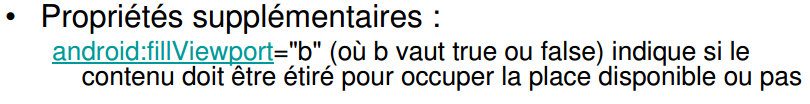 • Propriétés supplémentaires :
android:fillViewport="b" (où b vaut true ou false) indique si le
contenu doit être étiré pour occuper la place disponible ou pas